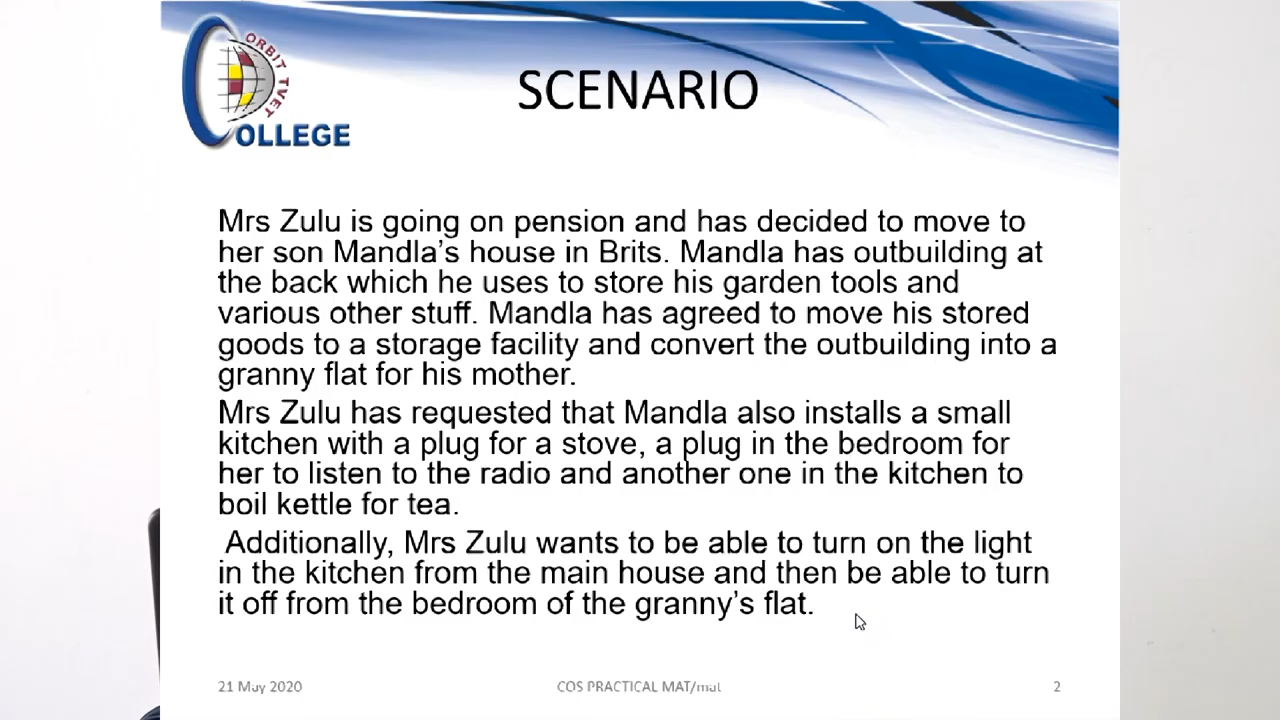 ORBIT TVET
COLLEGE
SCENARIO
Mrs Zulu is going on pension and has decided to move to
her son Mandla's house in Brits. Mandla has outbuilding at
the back which he uses to store his garden tools and
various other stuff. Mandla has agreed to move his stored
goods to a storage facility and convert the outbuilding into a
granny flat for his mother.
Mrs Zulu has requested that Mandla also installs a small
kitchen with a plug for a stove, a plug in the bedroom for
her to listen to the radio and another one in the kitchen to
boil kettle for tea.
Additionally, Mrs Zulu wants to be able to turn on the light
in the kitchen from the main house and then be able to turn
it off from the bedroom of the granny's flat.
21 May 2020
COS PRACTICAL MAT/mat
2